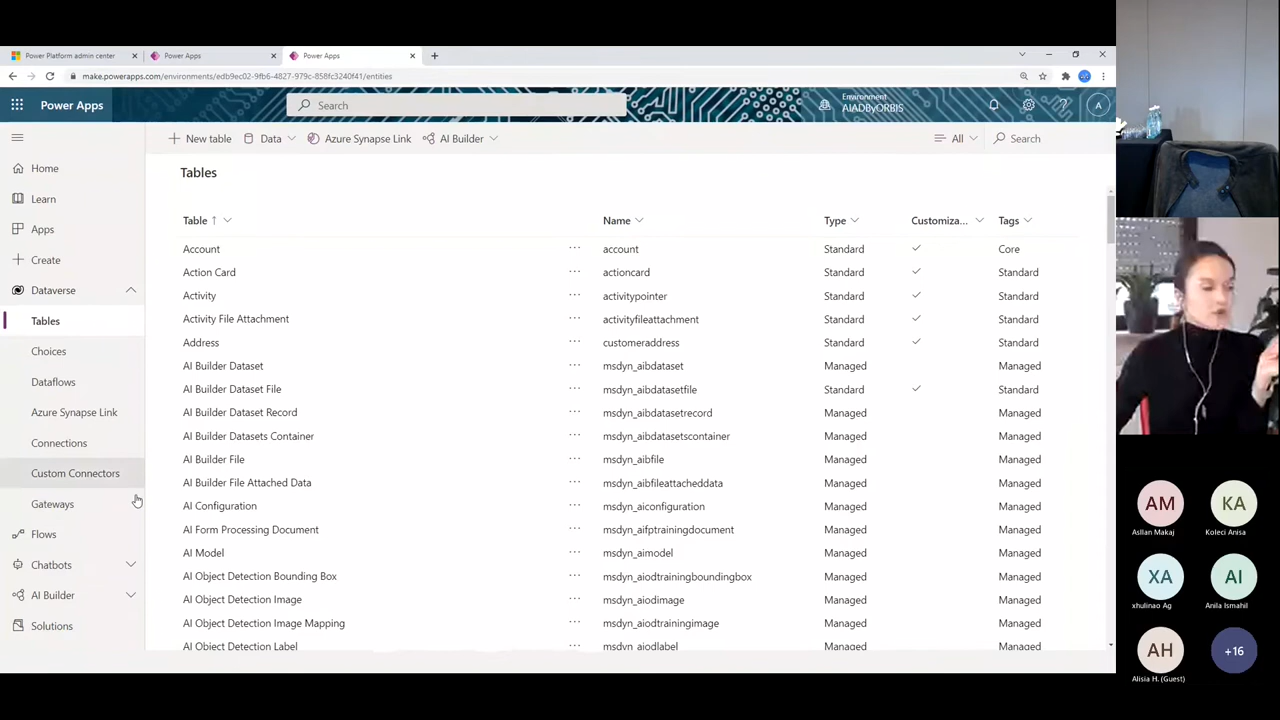 Power Platform admin center
Power Apps
Power Apps
make.powerapps.com/environments/edb9ec02-9fb6-4827-979c-858fc3240f41/entities
Power Apps
Search
Environment
AIADByORBIS
A
New table
Data
Azure Synapse Link
AI Builder
All
Search
Home
Learn
Apps
Create
Dataverse
Tables
Choices
Dataflows
Azure Synapse Link
Connections
Custom Connectors
Gateways
Flows
Chatbots
AI Builder
Solutions
Tables
Table ↑ Name Type Customiza... Tags
Account ... account Standard ✓ Core
Action Card ... actioncard Standard ✓ Standard
Activity ... activitypointer Standard ✓ Standard
Activity File Attachment ... activityfileattachment Standard ✓ Standard
Address ... customeraddress Standard ✓ Standard
AI Builder Dataset ... msdyn_aibdataset Managed Managed
AI Builder Dataset File ... msdyn_aibdatasetfile Standard ✓ Standard
AI Builder Dataset Record ... msdyn_aibdatasetrecord Managed Managed
AI Builder Datasets Container ... msdyn_aibdatasetscontainer Managed Managed
AI Builder File ... msdyn_aibfile Managed Managed
AI Builder File Attached Data ... msdyn_aibfileattacheddata Managed Managed
AI Configuration ... msdyn_aiconfiguration Managed Managed
AI Form Processing Document ... msdyn_aifptrainingdocument Managed Managed
AI Model ... msdyn_aimodel Managed Managed
AI Object Detection Bounding Box ... msdyn_aiodtrainingboundingbox Managed Managed
AI Object Detection Image ... msdyn_aiodimage Managed Managed
AI Object Detection Image Mapping ... msdyn_aiodtrainingimage Managed Managed
AI Object Detection Label ... msdyn_aiodlabel Managed Managed
AM
Asllan Makaj
KA
Koleci Anisa
XA
xhulinao Ag
AI
Anila Ismahil
AH
Alisia H. (Guest)
+16